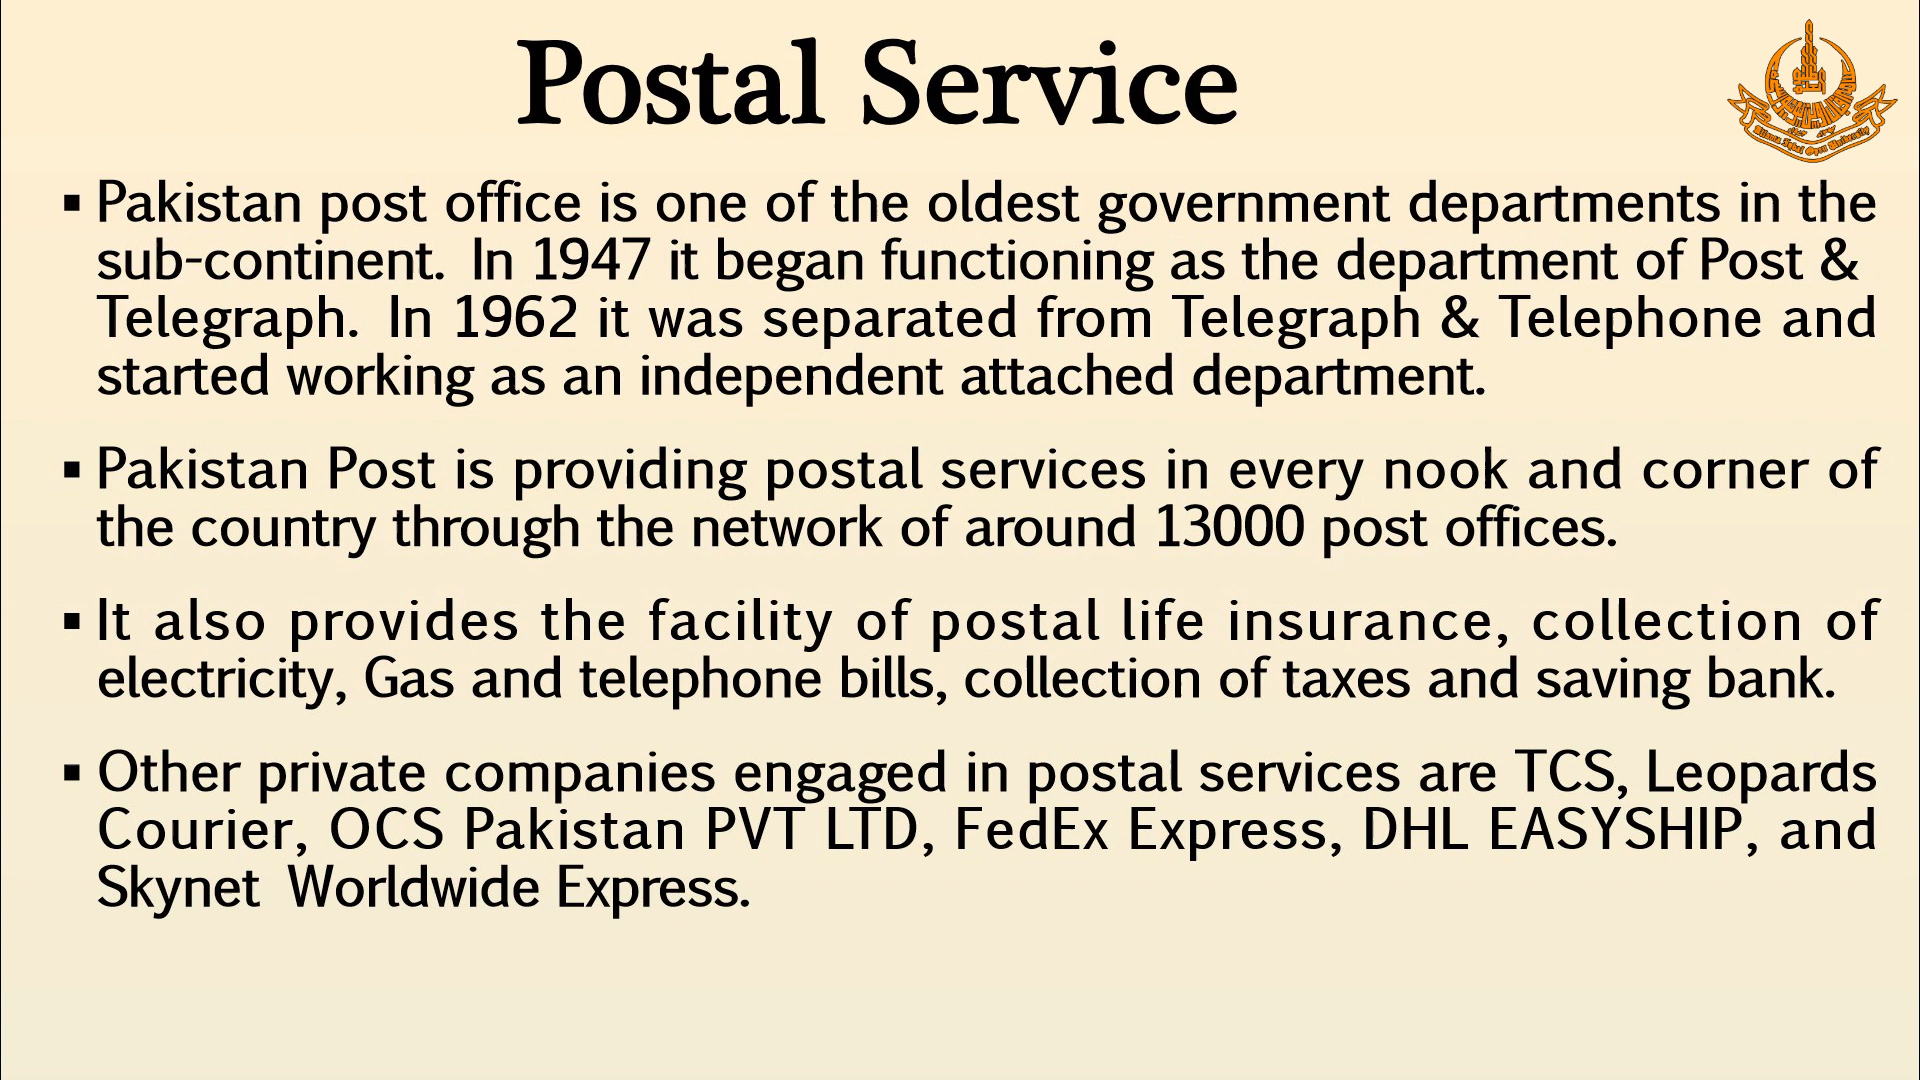 Postal Service
Allama Iqbal Open University
▪ Pakistan post office is one of the oldest government departments in the
sub-continent. In 1947 it began functioning as the department of Post &
Telegraph. In 1962 it was separated from Telegraph & Telephone and
started working as an independent attached department.
▪ Pakistan Post is providing postal services in every nook and corner of
the country through the network of around 13000 post offices.
▪ It also provides the facility of postal life insurance, collection of
electricity, Gas and telephone bills, collection of taxes and saving bank.
▪ Other private companies engaged in postal services are TCS, Leopards
Courier, OCS Pakistan PVT LTD, FedEx Express, DHL EASYSHIP, and
Skynet Worldwide Express.